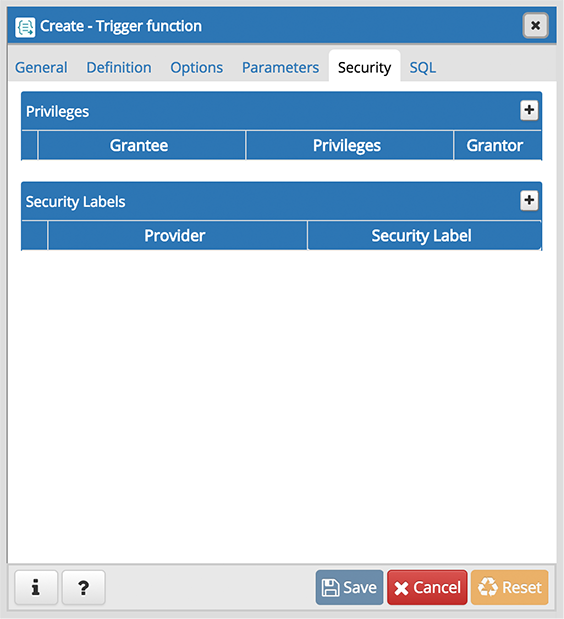 Create - Trigger function
General Definition Options Parameters Security SQL
Privileges
Grantee Privileges Grantor
Security Labels
Provider Security Label
i ? Save Cancel Reset